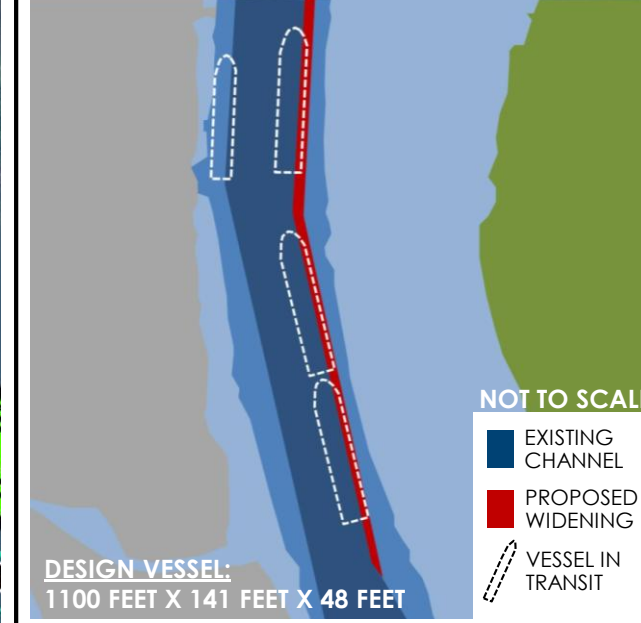 NOT TO SCAL
EXISTING
CHANNEL
PROPOSED
WIDENING
VESSEL IN
TRANSIT
DESIGN VESSEL:
1100 FEET X 141 FEET X 48 FEET